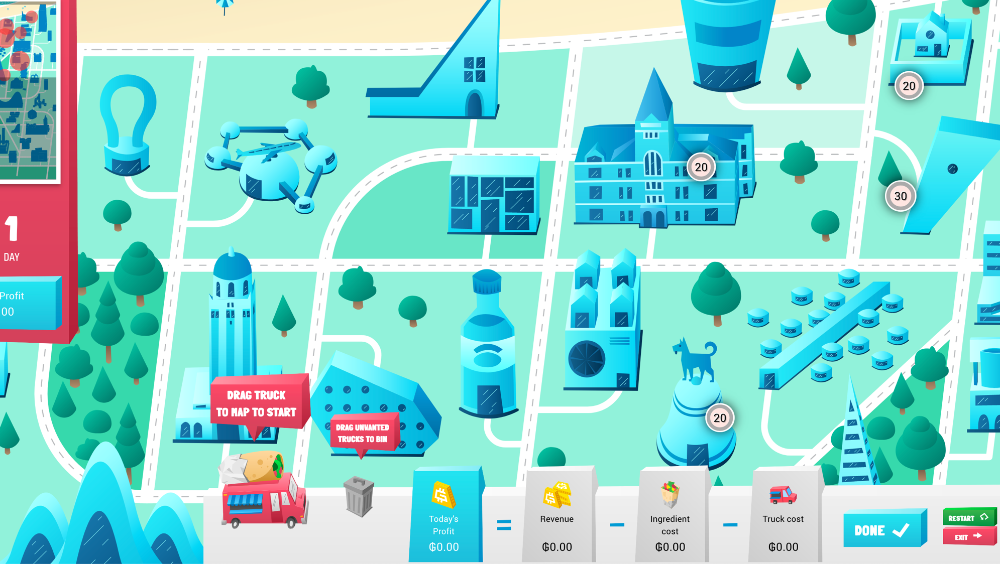 20
20
30
1
DAY
Profit
00
DRAG TRUCK
TO MAP TO START
DRAG UNWANTED
TRUCKS TO BIN
20
Today's
Profit
₲0.00
=
Revenue
₲0.00
-
Ingredient
cost
₲0.00
-
Truck cost
₲0.00
DONE
RESTART
EXIT